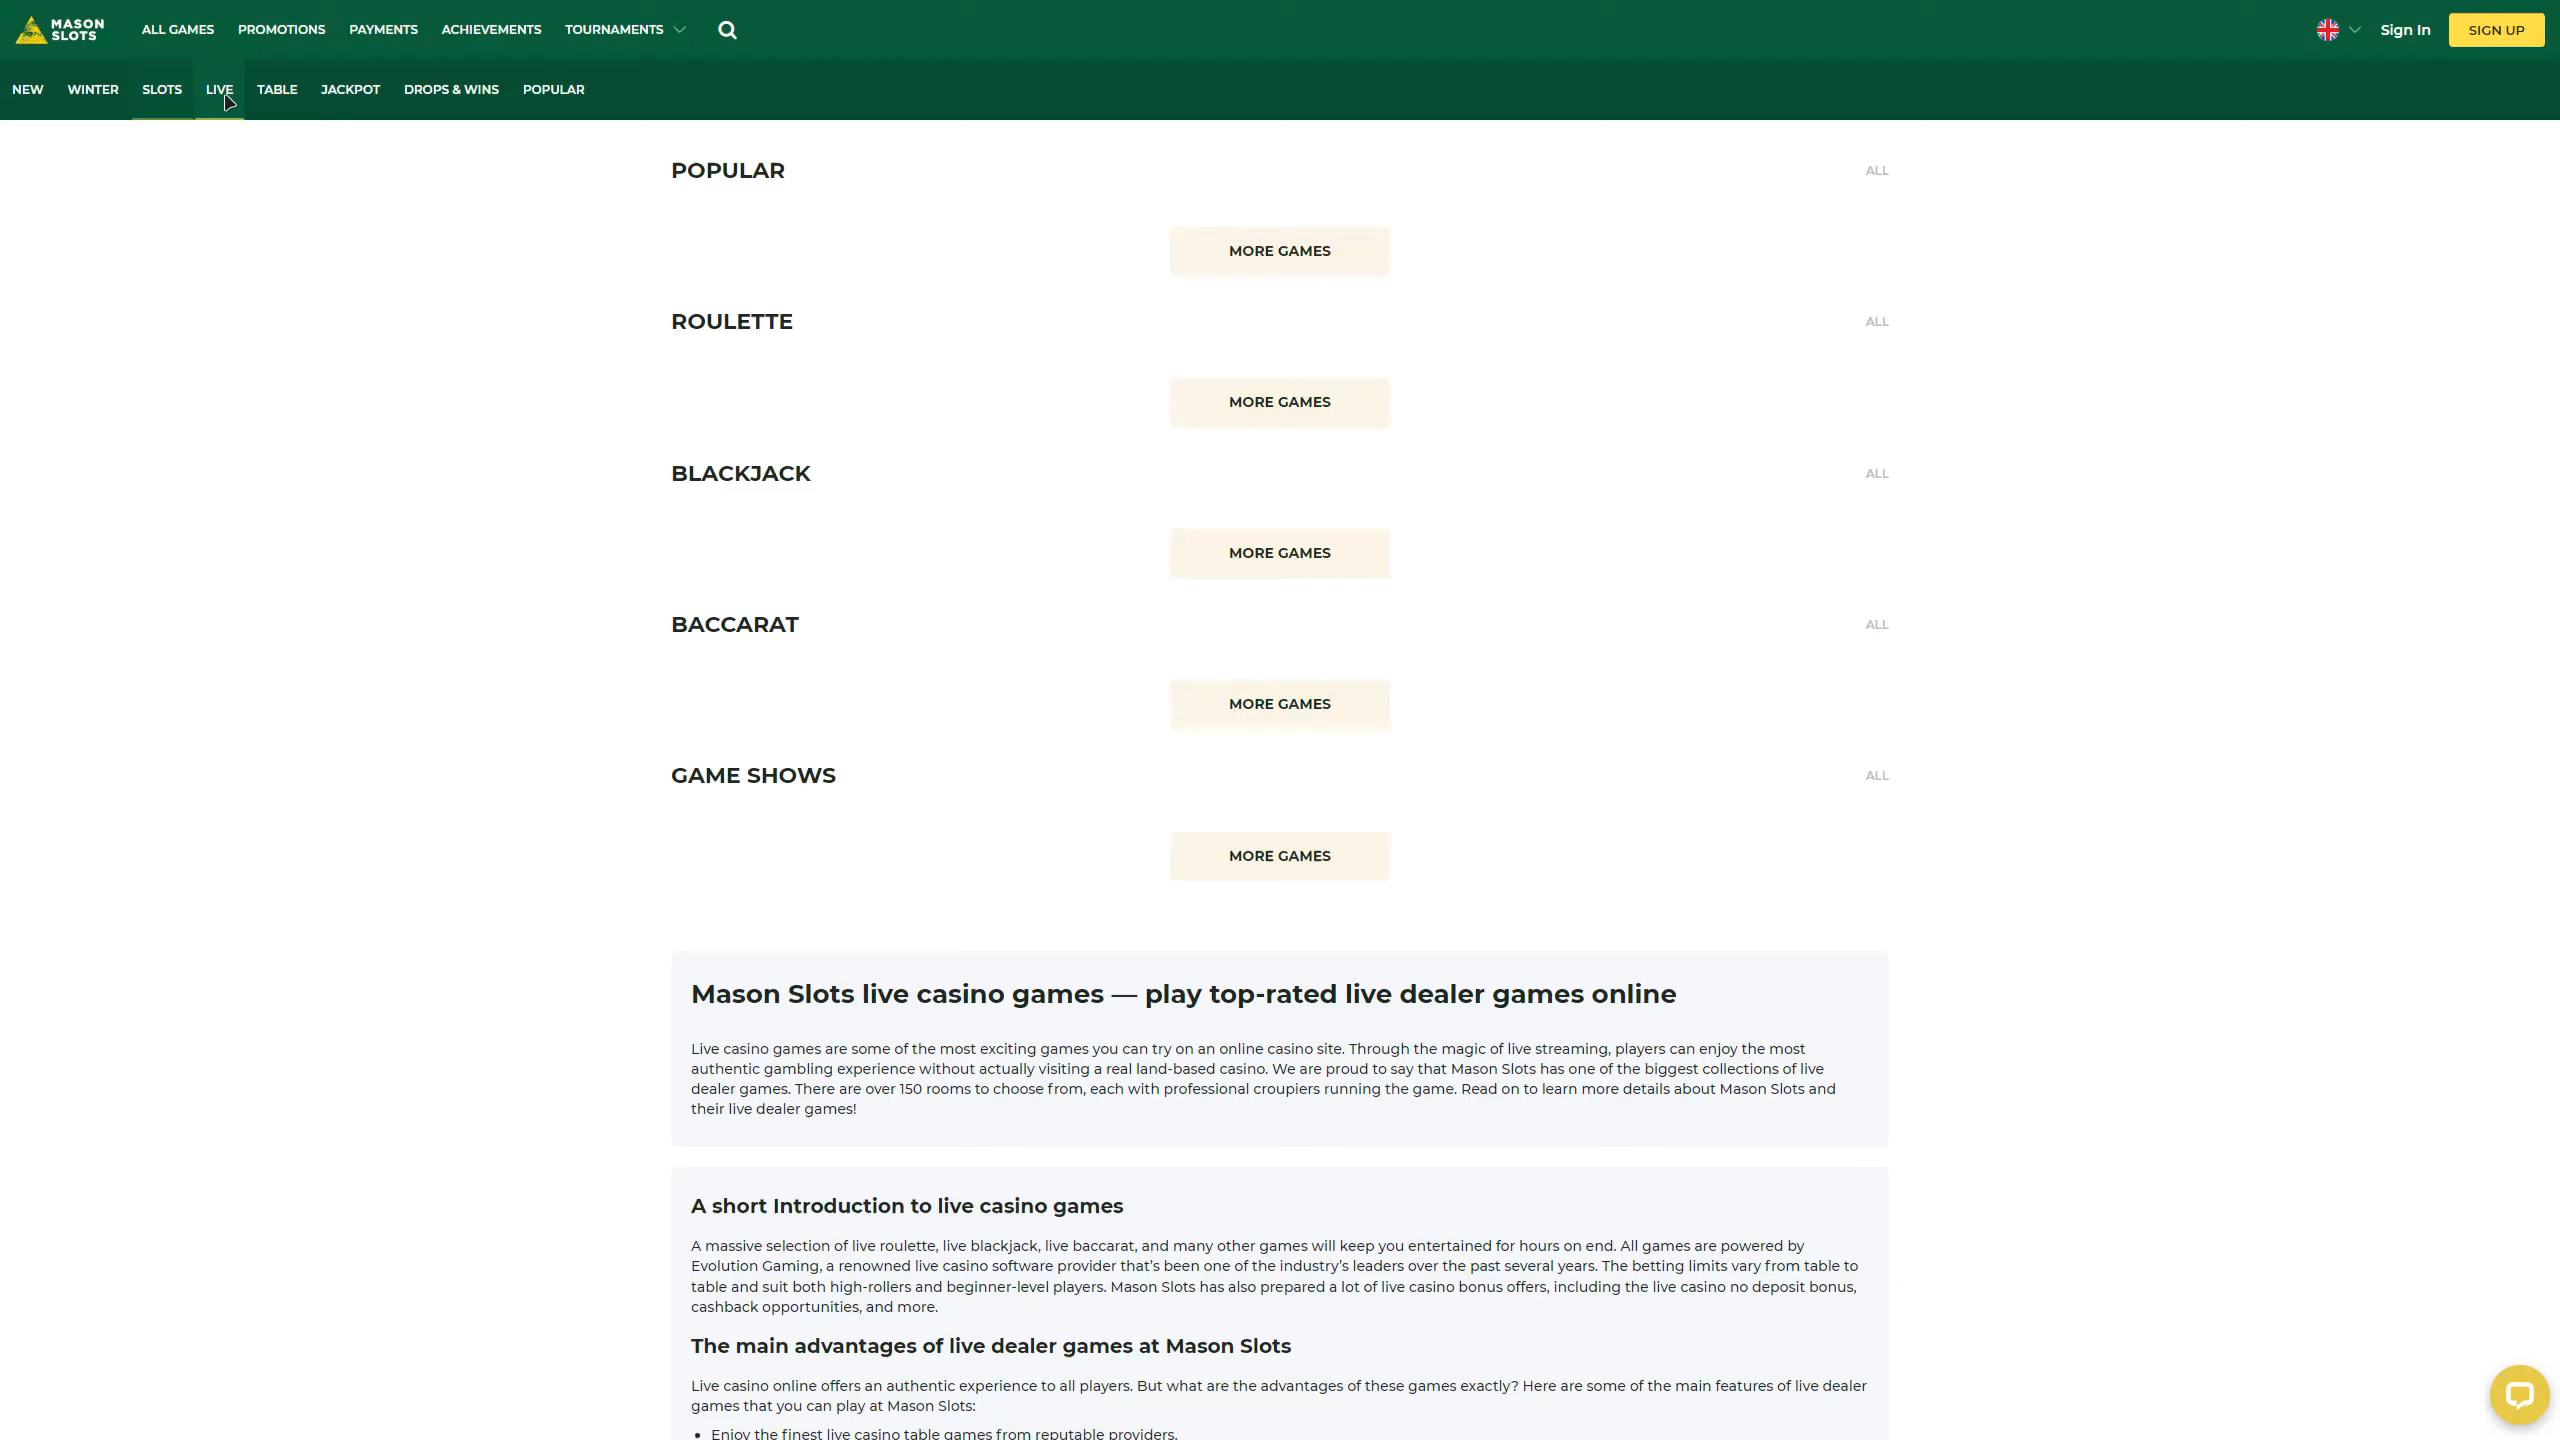 MASON
SLOTS
ALL GAMES PROMOTIONS PAYMENTS ACHIEVEMENTS TOURNAMENTS
Sign In SIGN UP
NEW WINTER SLOTS LIVE TABLE JACKPOT DROPS & WINS POPULAR
POPULAR ALL
MORE GAMES
ROULETTE ALL
MORE GAMES
BLACKJACK ALL
MORE GAMES
BACCARAT ALL
MORE GAMES
GAME SHOWS ALL
MORE GAMES
Mason Slots live casino games — play top-rated live dealer games online
Live casino games are some of the most exciting games you can try on an online casino site. Through the magic of live streaming, players can enjoy the most
authentic gambling experience without actually visiting a real land-based casino. We are proud to say that Mason Slots has one of the biggest collections of live
dealer games. There are over 150 rooms to choose from, each with professional croupiers running the game. Read on to learn more details about Mason Slots and
their live dealer games!
A short Introduction to live casino games
A massive selection of live roulette, live blackjack, live baccarat, and many other games will keep you entertained for hours on end. All games are powered by
Evolution Gaming, a renowned live casino software provider that's been one of the industry's leaders over the past several years. The betting limits vary from table to
table and suit both high-rollers and beginner-level players. Mason Slots has also prepared a lot of live casino bonus offers, including the live casino no deposit bonus,
cashback opportunities, and more.
The main advantages of live dealer games at Mason Slots
Live casino online offers an authentic experience to all players. But what are the advantages of these games exactly? Here are some of the main features of live dealer
games that you can play at Mason Slots:
• Enjoy the finest live casino table games from reputable providers.